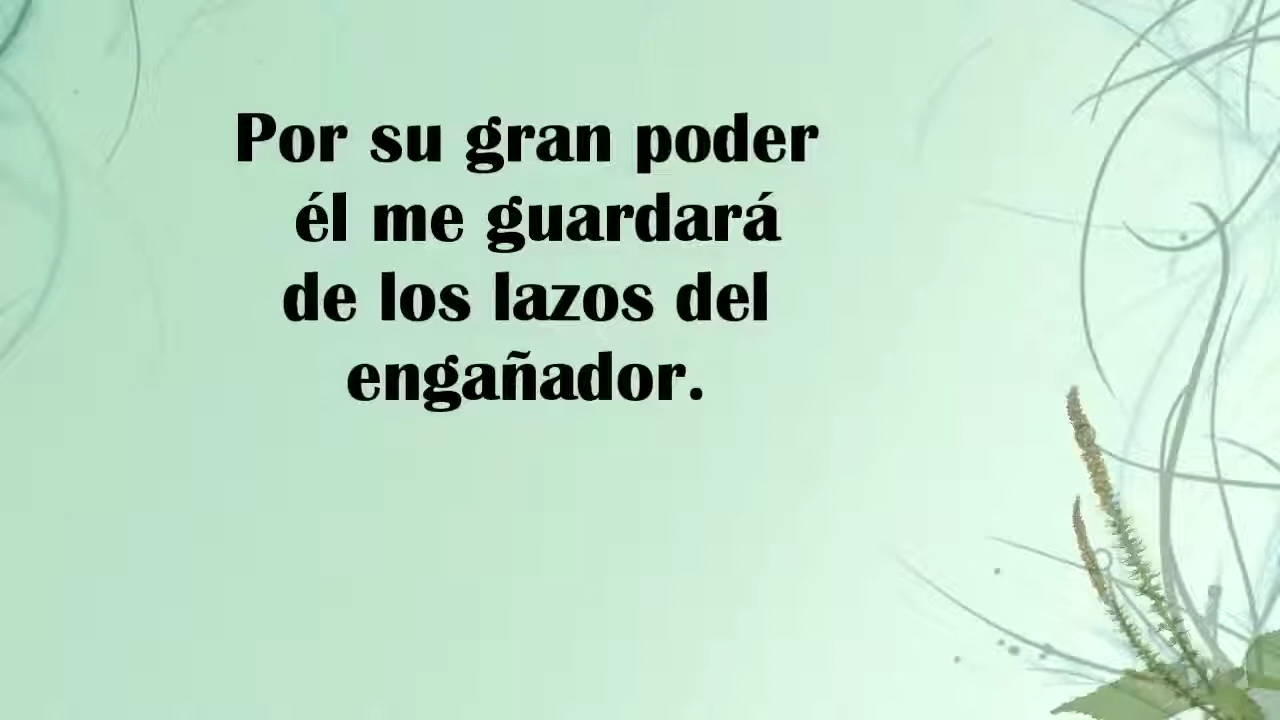 Por su gran poder
él me guardará
de los lazos del
engañador.